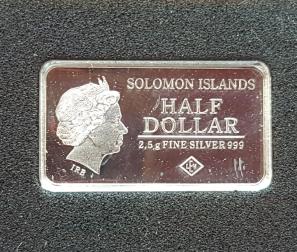 SOLOMON ISLANDS
HALF
DOLLAR
2,5g FINE SILVER 999
IRB